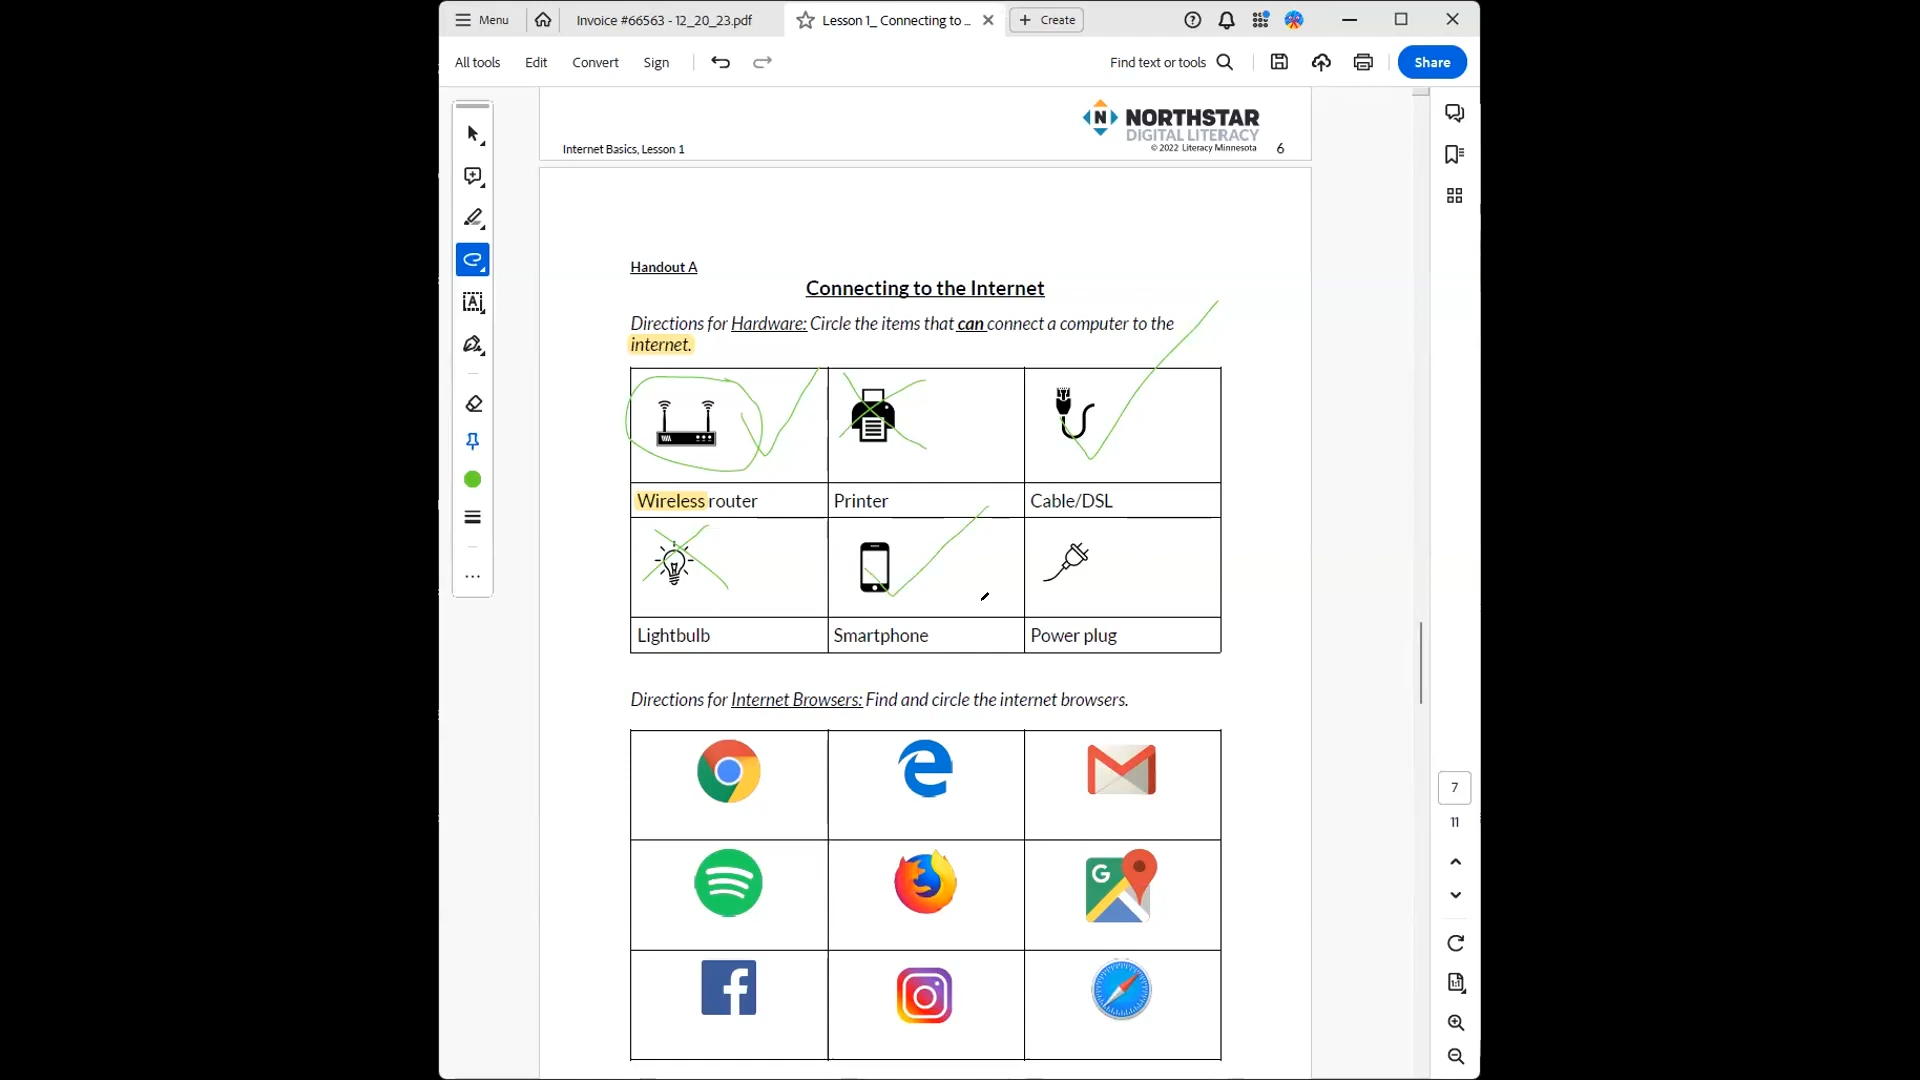 Menu
Invoice #66563 - 12_20_23.pdf
Lesson 1_ Connecting to ...
Create
All tools
Edit
Convert
Sign
Find text or tools
Share
Internet Basics, Lesson 1
N NORTHSTAR
DIGITAL LITERACY
© 2022 Literacy Minnesota
6
Handout A
Connecting to the Internet
Directions for Hardware: Circle the items that can connect a computer to the
internet.
Wireless router
Printer
Cable/DSL
Lightbulb
Smartphone
Power plug
Directions for Internet Browsers: Find and circle the internet browsers.
G
7
11